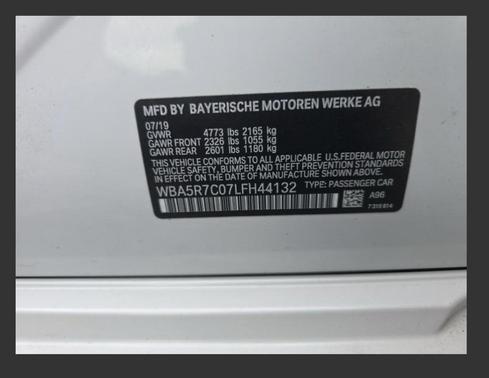 MFD BY BAYERISCHE MOTOREN WERKE AG
07/19
GVWR 4773 lbs 2165 kg
GAWR FRONT 2326 lbs 1055 kg
GAWR REAR 2601 lbs 1180 kg
THIS VEHICLE CONFORMS TO ALL APPLICABLE U.S.FEDERAL MOTOR
VEHICLE SAFETY, BUMPER AND THEFT PREVENTION STANDARDS
IN EFFECT ON THE DATE OF MANUFACTURE SHOWN ABOVE.
WBA5R7C07LFH44132 TYPE: PASSENGER CAR
A96
7315814